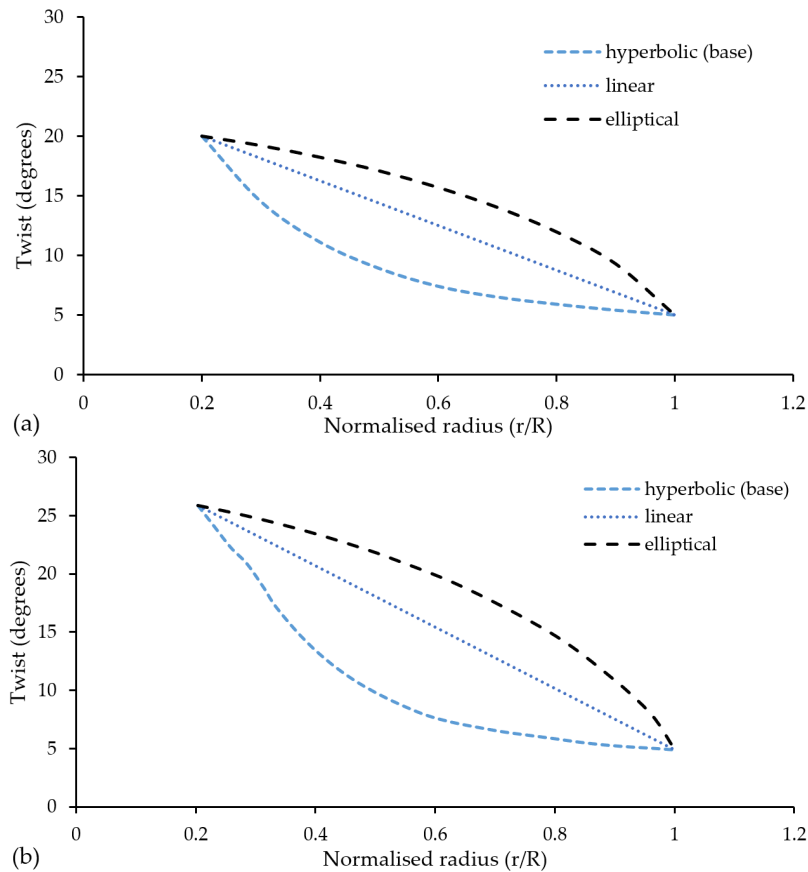 30
25
20
15
10
5
0
Twist (degrees)
hyperbolic (base)
linear
elliptical
0 0.2 0.4 0.6 0.8 1 1.2
(a) Normalised radius (r/R)
30
25
20
15
10
5
0
Twist (degrees)
hyperbolic (base)
linear
elliptical
0 0.2 0.4 0.6 0.8 1 1.2
(b) Normalised radius (r/R)